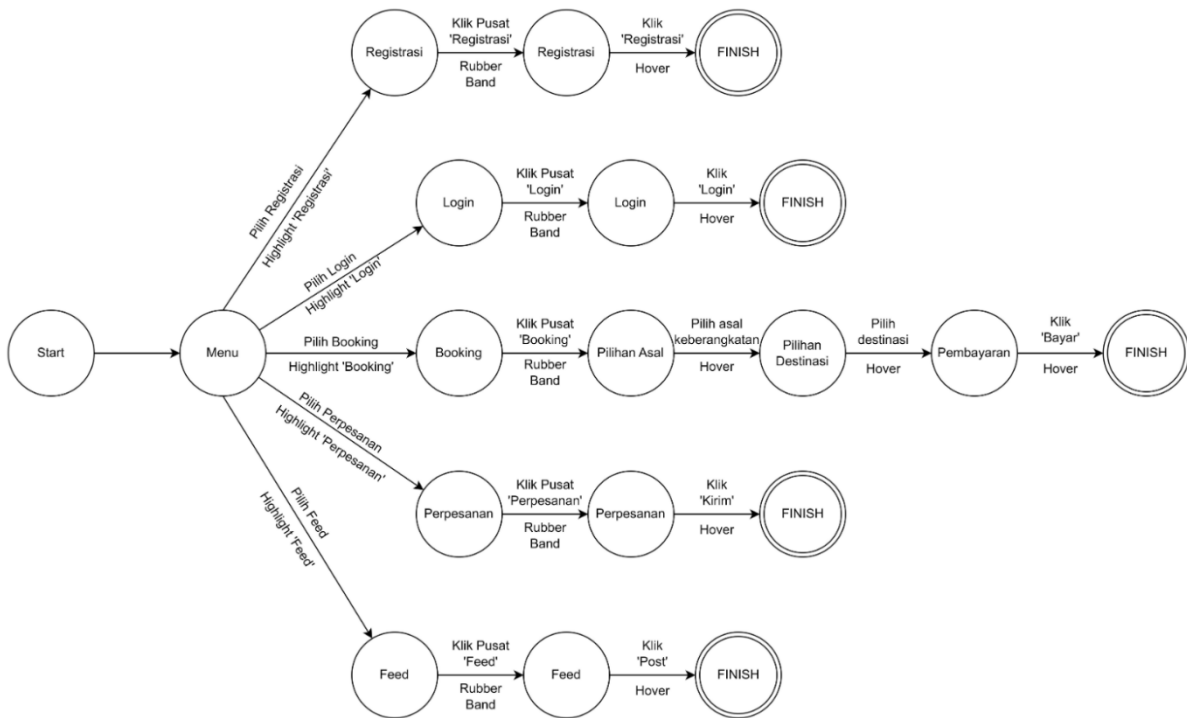 Registrasi
Klik Pusat
'Registrasi'
Rubber
Band
Registrasi
Klik
'Registrasi'
Hover
FINISH
Pilih Registrasi
Highlight 'Registrasi'
Login
Klik Pusat
'Login'
Rubber
Band
Login
Klik
'Login'
Hover
FINISH
Pilih Login
Highlight 'Login'
Start
Menu
Pilih Booking
Highlight 'Booking'
Booking
Klik Pusat
'Booking'
Rubber
Band
Pilihan Asal
Pilih asal
keberangkatan
Hover
Pilihan
Destinasi
Pilih
destinasi
Hover
Pembayaran
Klik
'Bayar'
Hover
FINISH
Pilih Perpesanan
Highlight 'Perpesanan'
Perpesanan
Klik Pusat
'Perpesanan'
Rubber
Band
Perpesanan
Klik
'Kirim'
Hover
FINISH
Pilih Feed
Highlight 'Feed'
Feed
Klik Pusat
'Feed'
Rubber
Band
Feed
Klik
'Post'
Hover
FINISH